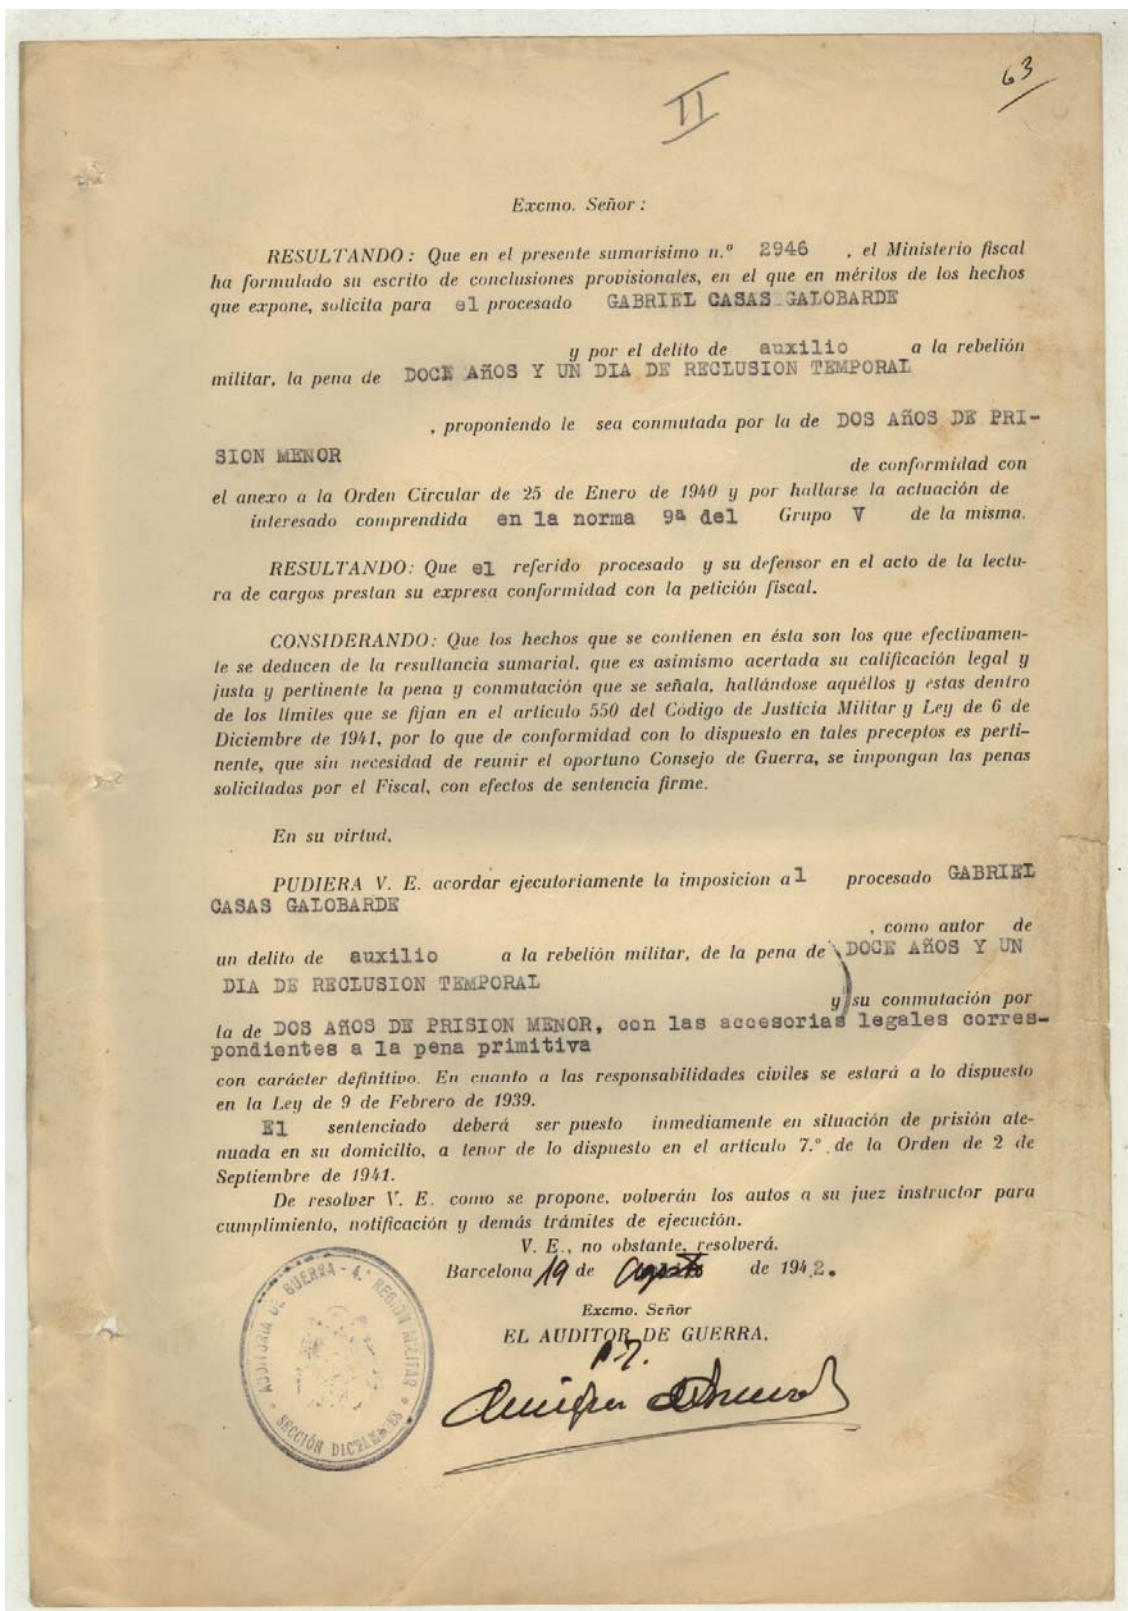 63
II
Excmo. Señor:
RESULTANDO: Que en el presente sumarísimo n.º 2946 , el Ministerio fiscal
ha formulado su escrito de conclusiones provisionales, en el que en méritos de los hechos
que expone, solicita para el procesado GABRIEL CASAS GALOBARDE
y por el delito de auxilio a la rebelión
militar, la pena de DOCE AÑOS Y UN DIA DE RECLUSION TEMPORAL
, proponiendo le sea conmutada por la de DOS AÑOS DE PRI-
SION MENOR
de conformidad con
el anexo a la Orden Circular de 25 de Enero de 1940 y por hallarse la actuación de
interesado comprendida en la norma 9ª del Grupo V de la misma.
RESULTANDO: Que el referido procesado y su defensor en el acto de la lectu-
ra de cargos prestan su expresa conformidad con la petición fiscal.
CONSIDERANDO: Que los hechos que se contienen en ésta son los que efectivamen-
te se deducen de la resultancia sumarial, que es asimismo acertada su calificación legal y
justa y pertinente la pena y conmutación que se señala, hallándose aquéllos y estas dentro
de los límites que se fijan en el artículo 550 del Código de Justicia Militar y Ley de 6 de
Diciembre de 1941, por lo que de conformidad con lo dispuesto en tales preceptos es perti-
nente, que sin necesidad de reunir el oportuno Consejo de Guerra, se impongan las penas
solicitadas por el Fiscal, con efectos de sentencia firme.
En su virtud,
PUDIERA V. E. acordar ejecutoriamente la imposicion al procesado GABRIEL
CASAS GALOBARDE
, como autor de
un delito de auxilio a la rebelión militar, de la pena de DOCE AÑOS Y UN
DIA DE RECLUSION TEMPORAL
y su conmutación por
la de DOS AÑOS DE PRISION MENOR, con las accesorias legales corres-
pondientes a la pena primitiva
con carácter definitivo. En cuanto a las responsabilidades civiles se estará a lo dispuesto
en la Ley de 9 de Febrero de 1939.
El sentenciado deberá ser puesto inmediatamente en situación de prisión ate-
nuada en su domicilio, a tenor de lo dispuesto en el artículo 7.º de la Orden de 2 de
Septiembre de 1941.
De resolver V. E. como se propone, volverán los autos a su juez instructor para
cumplimiento, notificación y demás trámites de ejecución.
V. E., no obstante, resolverá.
Barcelona 19 de Agosto de 1942.
Excmo. Señor
EL AUDITOR DE GUERRA,
AUDITORIA DE GUERRA - 4.ª REGION MILITAR
SECCIÓN DICTAMENES